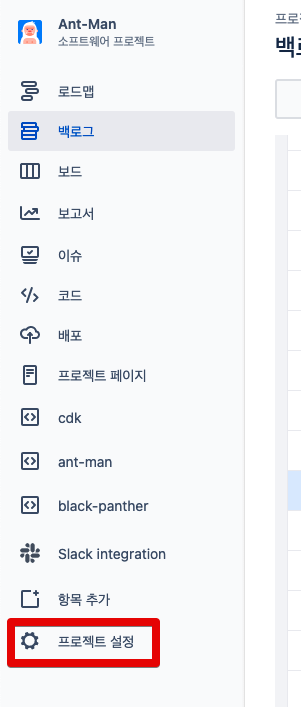 Ant-Man
소프트웨어 프로젝트
로드맵
백로그
보드
보고서
이슈
코드
배포
프로젝트 페이지
cdk
ant-man
black-panther
Slack integration
항목 추가
프로젝트 설정